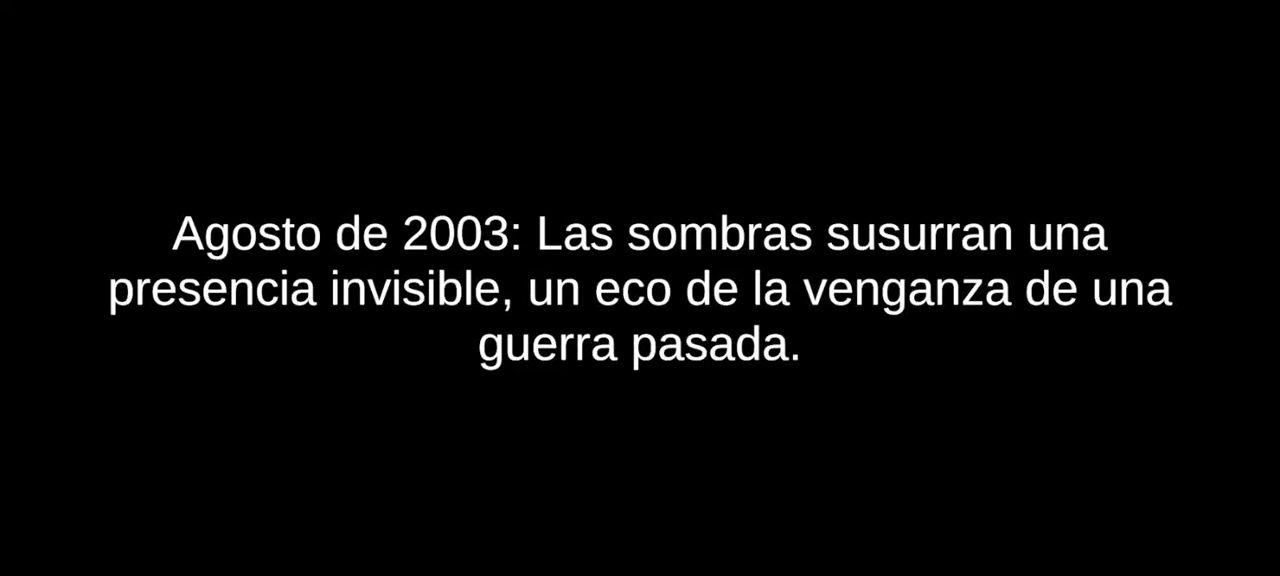 Agosto de 2003: Las sombras susurran una
presencia invisible, un eco de la venganza de una
guerra pasada.